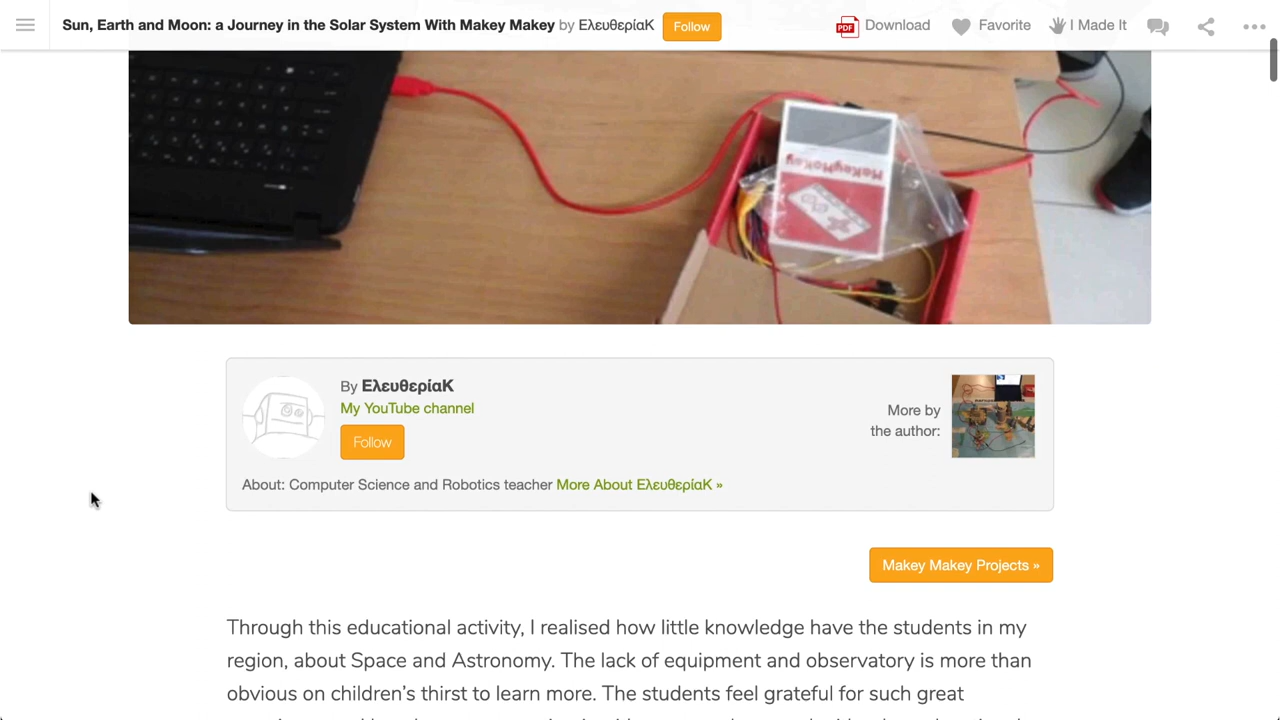 Sun, Earth and Moon: a Journey in the Solar System With Makey Makey by ΕλευθερίαΚ Follow
PDF Download Favorite I Made It
MaKeyMaKey
By ΕλευθερίαΚ
My YouTube channel
Follow
More by
the author:
About: Computer Science and Robotics teacher More About ΕλευθερίαΚ »
Makey Makey Projects »
Through this educational activity, I realised how little knowledge have the students in my
region, about Space and Astronomy. The lack of equipment and observatory is more than
obvious on children’s thirst to learn more. The students feel grateful for such great